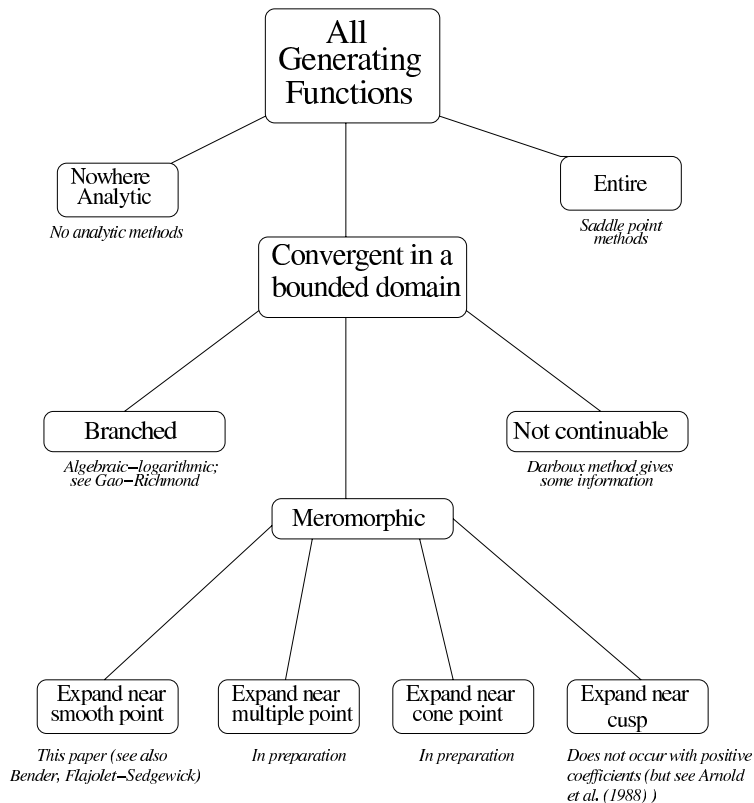 All
Generating
Functions
Nowhere
Analytic
No analytic methods
Entire
Saddle point
methods
Convergent in a
bounded domain
Branched
Algebraic−logarithmic;
see Gao−Richmond
Not continuable
Darboux method gives
some information
Meromorphic
Expand near
smooth point
This paper (see also
Bender, Flajolet−Sedgewick)
Expand near
multiple point
In preparation
Expand near
cone point
In preparation
Expand near
cusp
Does not occur with positive
coefficients (but see Arnold
et al. (1988) )